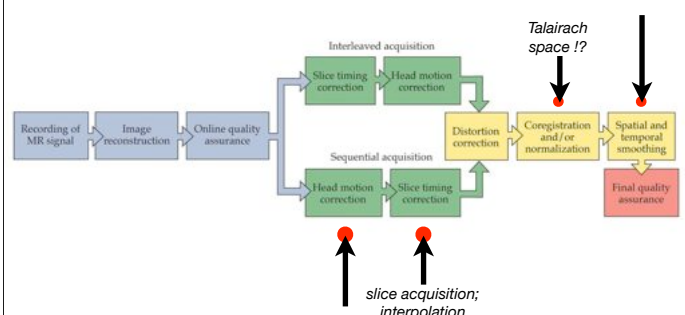 Talairach
space !?
Interleaved acquisition
Slice timing
correction
Head motion
correction
Recording of
MR signal
Image
reconstruction
Online quality
assurance
Distortion
correction
Coregistration
and/or
normalization
Spatial and
temporal
smoothing
Sequential acquisition
Head motion
correction
Slice timing
correction
Final quality
assurance
slice acquisition;
interpolation